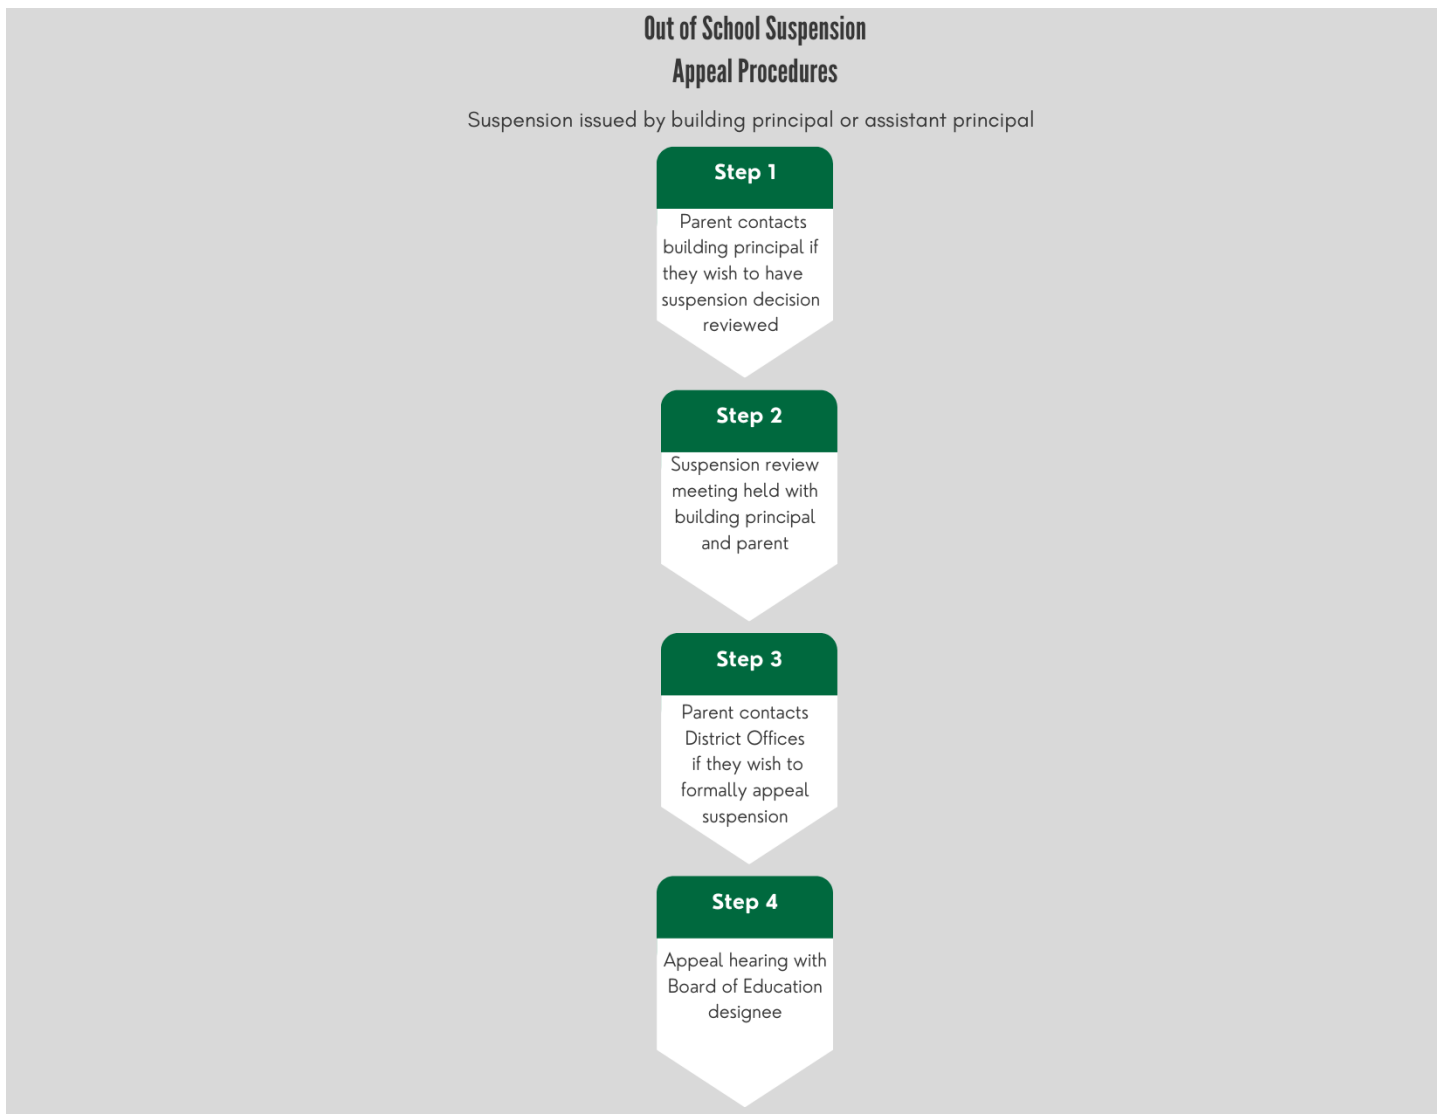 Out of School Suspension
Appeal Procedures
Suspension issued by building principal or assistant principal
Step 1
Parent contacts
building principal if
they wish to have
suspension decision
reviewed
Step 2
Suspension review
meeting held with
building principal
and parent
Step 3
Parent contacts
District Offices
if they wish to
formally appeal
suspension
Step 4
Appeal hearing with
Board of Education
designee